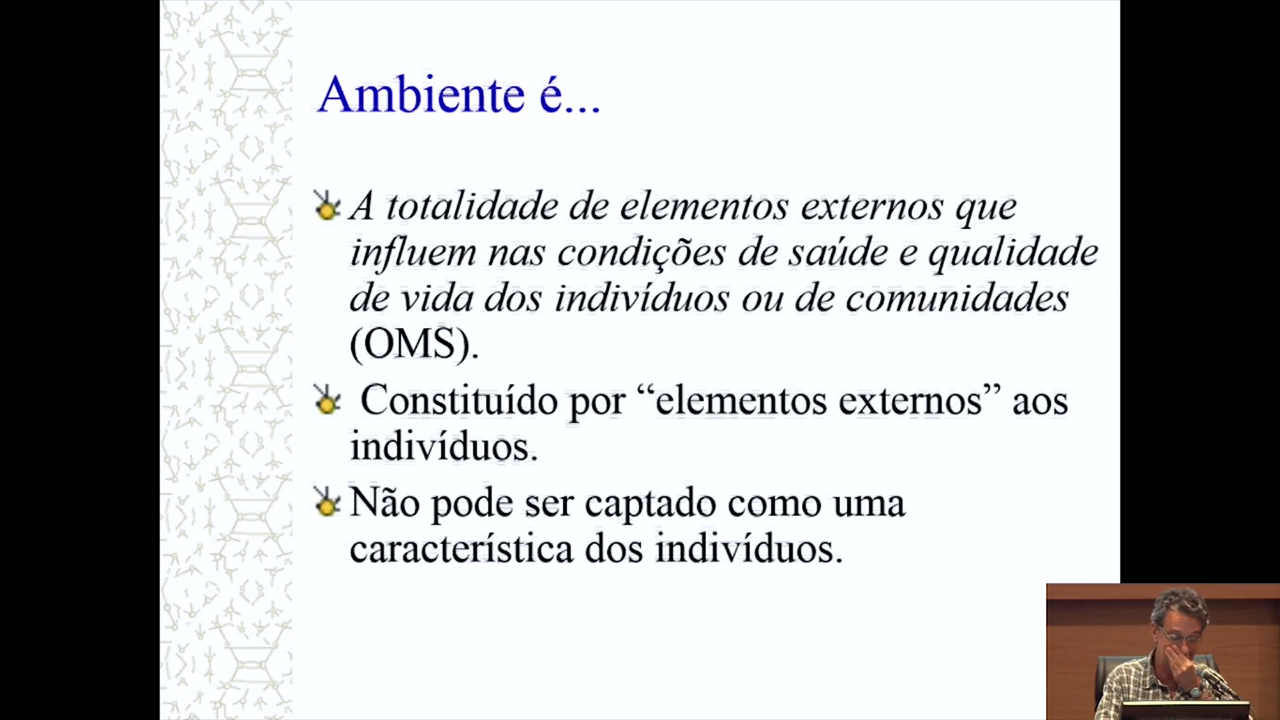 Ambiente é...
A totalidade de elementos externos que
influem nas condições de saúde e qualidade
de vida dos indivíduos ou de comunidades
(OMS).
Constituído por “elementos externos” aos
indivíduos.
Não pode ser captado como uma
característica dos indivíduos.